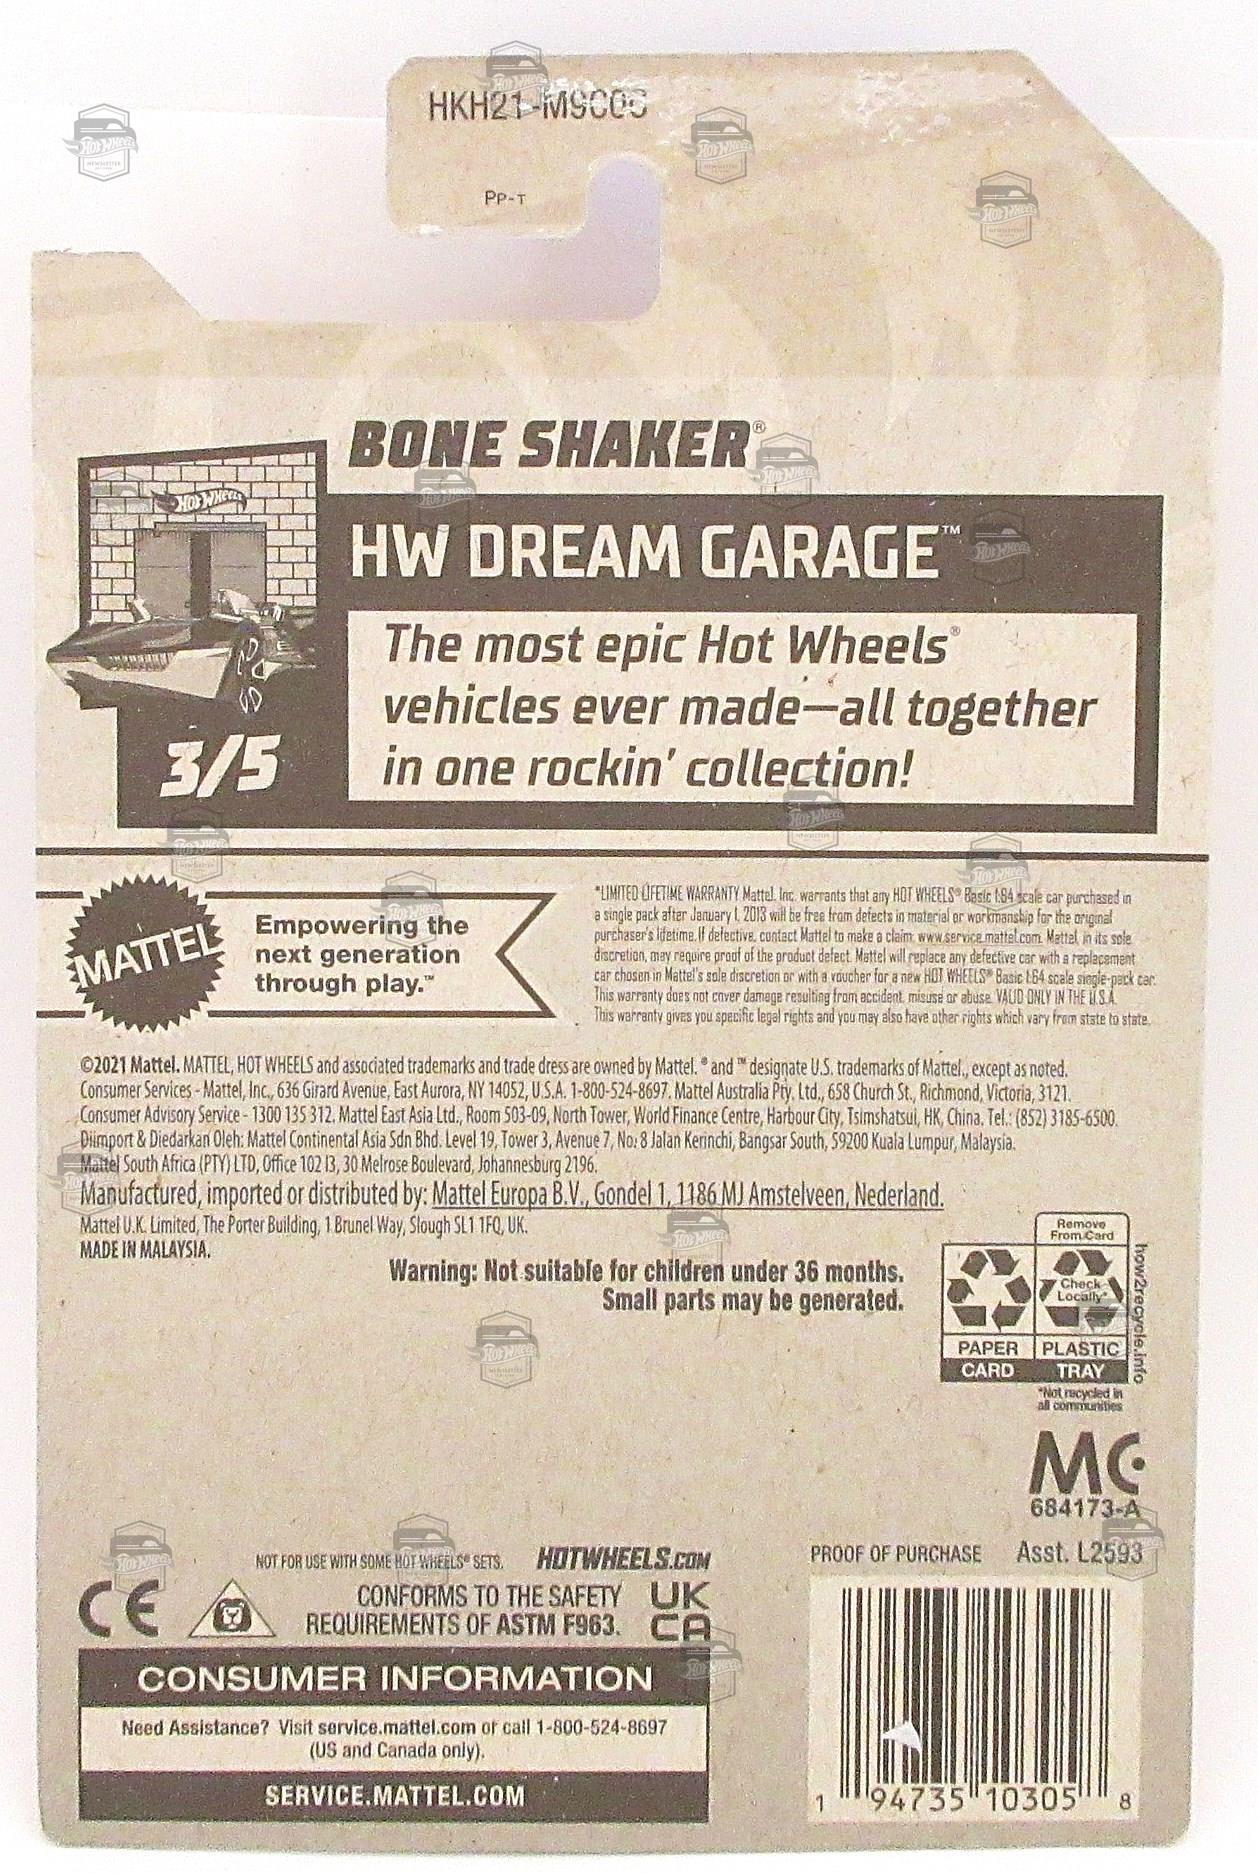 HKH21-M9C0G
PP-T
BONE SHAKER®
HOT WHEELS
HW DREAM GARAGE™
The most epic Hot Wheels®
vehicles ever made—all together
in one rockin' collection!
3/5
MATTEL
Empowering the
next generation
through play.™
*LIMITED LIFETIME WARRANTY Mattel, Inc. warrants that any HOT WHEELS® Basic 1:64 scale car purchased in
a single pack after January 1, 2013 will be free from defects in material or workmanship for the original
purchaser's lifetime. If defective, contact Mattel to make a claim: www.service.mattel.com. Mattel, in its sole
discretion, may require proof of the product defect. Mattel will replace any defective car with a replacement
car chosen in Mattel's sole discretion or with a voucher for a new HOT WHEELS® Basic 1:64 scale single-pack car.
This warranty does not cover damage resulting from accident, misuse or abuse. VALID ONLY IN THE U.S.A.
This warranty gives you specific legal rights and you may also have other rights which vary from state to state.
©2021 Mattel. MATTEL, HOT WHEELS and associated trademarks and trade dress are owned by Mattel. ® and ™ designate U.S. trademarks of Mattel, except as noted.
Consumer Services - Mattel, Inc., 636 Girard Avenue, East Aurora, NY 14052, U.S.A. 1-800-524-8697. Mattel Australia Pty. Ltd., 658 Church St., Richmond, Victoria, 3121.
Consumer Advisory Service - 1300 135 312. Mattel East Asia Ltd., Room 503-09, North Tower, World Finance Centre, Harbour City, Tsimshatsui, HK, China. Tel.: (852) 3185-6500.
Diimport & Diedarkan Oleh: Mattel Continental Asia Sdn Bhd. Level 19, Tower 3, Avenue 7, No: 8 Jalan Kerinchi, Bangsar South, 59200 Kuala Lumpur, Malaysia.
Mattel South Africa (PTY) LTD, Office 102 I3, 30 Melrose Boulevard, Johannesburg 2196.
Manufactured, imported or distributed by: Mattel Europa B.V., Gondel 1, 1186 MJ Amstelveen, Nederland.
Mattel U.K. Limited, The Porter Building, 1 Brunel Way, Slough SL1 1FQ, UK.
MADE IN MALAYSIA.
Warning: Not suitable for children under 36 months.
Small parts may be generated.
Remove
From Card
Check
Locally*
PAPER
CARD
PLASTIC
TRAY
how2recycle.info
*Not recycled in
all communities
MC
684173-A
NOT FOR USE WITH SOME HOT WHEELS® SETS.
HOTWHEELS.COM
PROOF OF PURCHASE
Asst. L2593
CE
CONFORMS TO THE SAFETY
REQUIREMENTS OF ASTM F963.
UK
CA
CONSUMER INFORMATION
Need Assistance? Visit service.mattel.com or call 1-800-524-8697
(US and Canada only).
SERVICE.MATTEL.COM
1 94735 10305 8